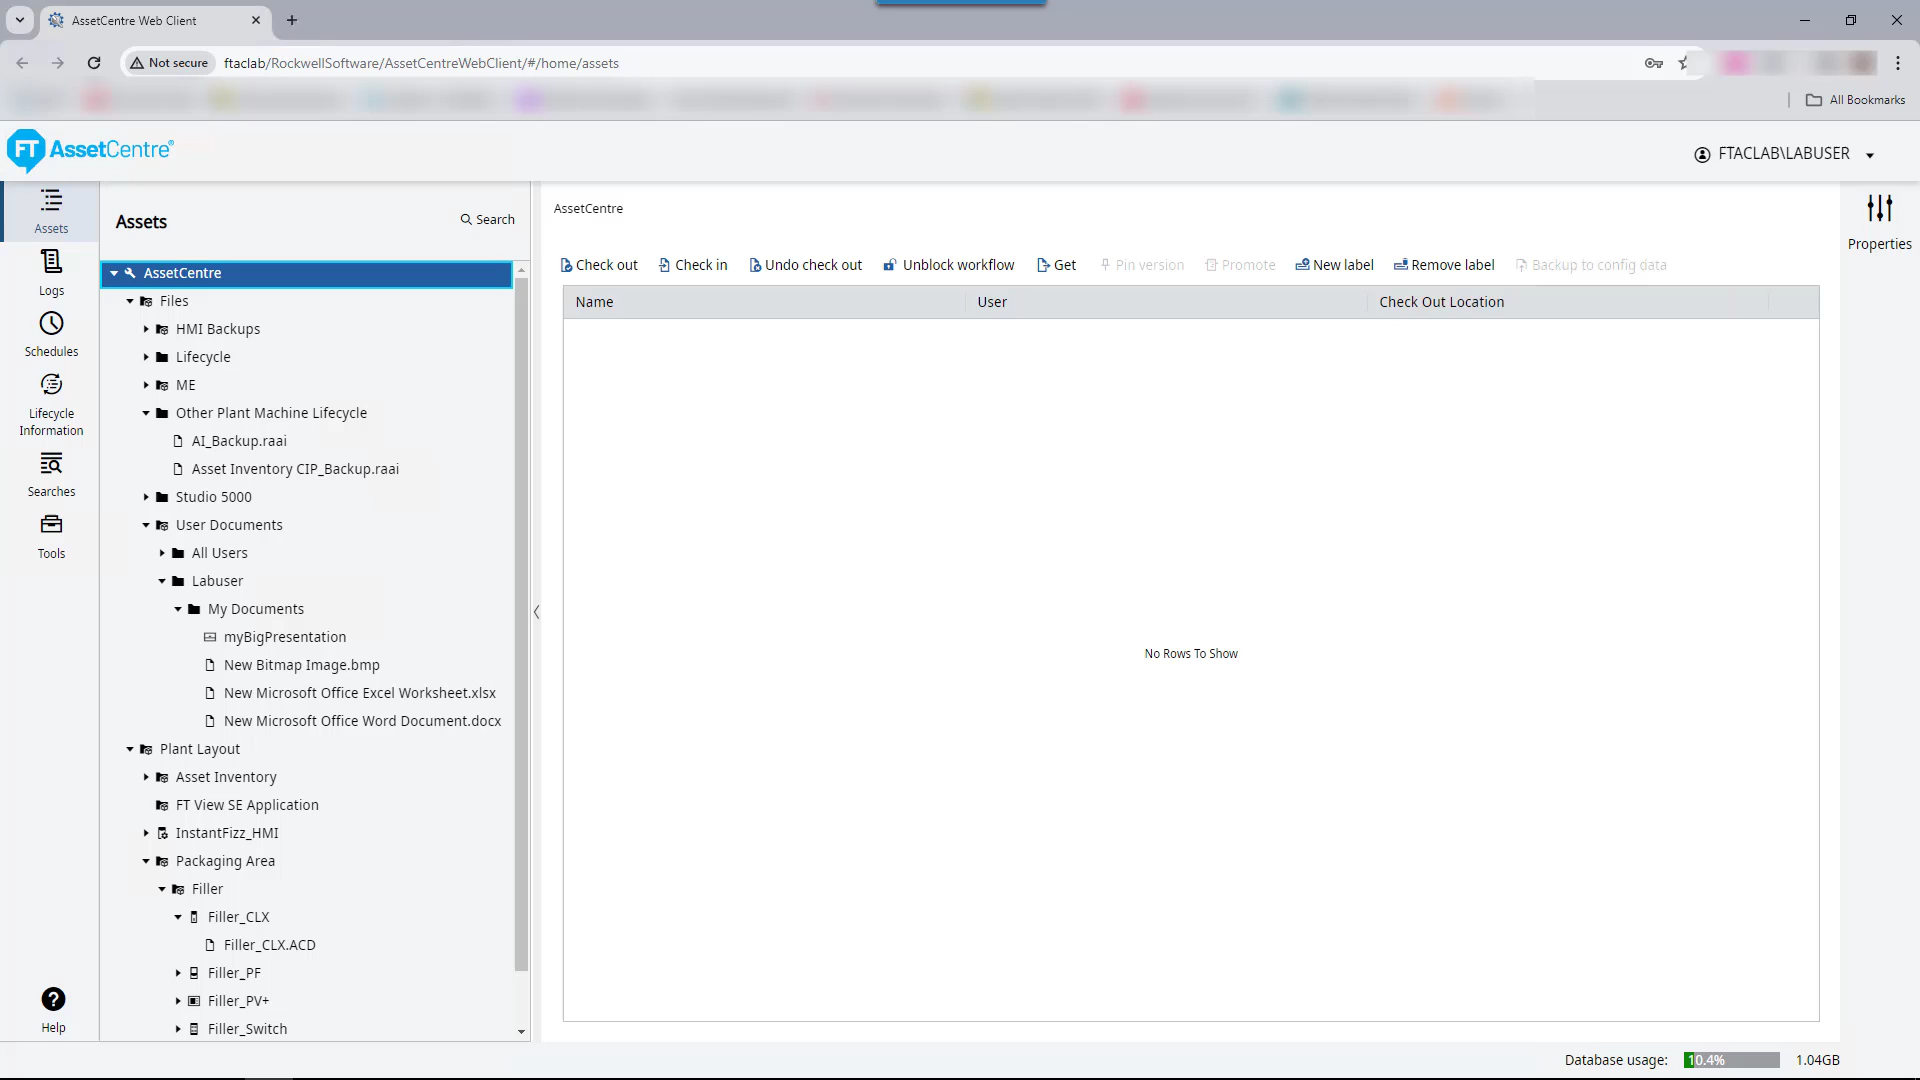 AssetCentre Web Client
Not secure
ftaclab/RockwellSoftware/AssetCentreWebClient/#/home/assets
All Bookmarks
FT AssetCentre®
FTACLAB\LABUSER
Assets
Logs
Schedules
Lifecycle
Information
Searches
Tools
Help
Assets
Search
AssetCentre
Files
HMI Backups
Lifecycle
ME
Other Plant Machine Lifecycle
AI_Backup.raai
Asset Inventory CIP_Backup.raai
Studio 5000
User Documents
All Users
Labuser
My Documents
myBigPresentation
New Bitmap Image.bmp
New Microsoft Office Excel Worksheet.xlsx
New Microsoft Office Word Document.docx
Plant Layout
Asset Inventory
FT View SE Application
InstantFizz_HMI
Packaging Area
Filler
Filler_CLX
Filler_CLX.ACD
Filler_PF
Filler_PV+
Filler_Switch
AssetCentre
Check out Check in Undo check out Unblock workflow Get Pin version Promote New label Remove label Backup to config data
Name User Check Out Location
No Rows To Show
Properties
Database usage: 10.4% 1.04GB